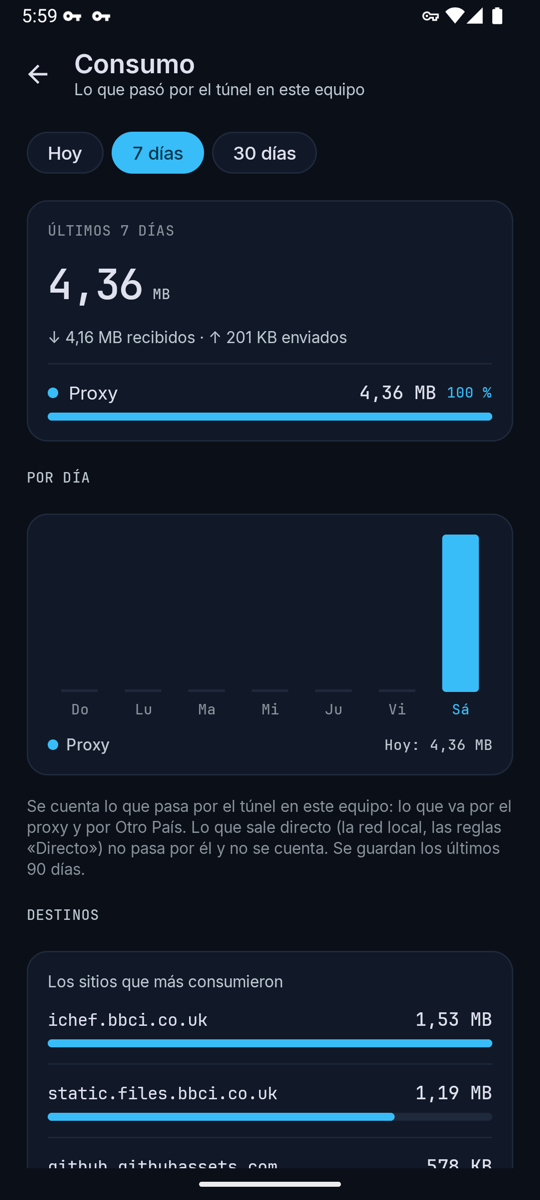 5:59
Consumo
Lo que pasó por el túnel en este equipo
Hoy
7 días
30 días
ÚLTIMOS 7 DÍAS
4,36 MB
↓ 4,16 MB recibidos · ↑ 201 KB enviados
Proxy 4,36 MB 100 %
POR DÍA
Do Lu Ma Mi Ju Vi Sá
Proxy Hoy: 4,36 MB
Se cuenta lo que pasa por el túnel en este equipo: lo que va por el
proxy y por Otro País. Lo que sale directo (la red local, las reglas
«Directo») no pasa por él y no se cuenta. Se guardan los últimos
90 días.
DESTINOS
Los sitios que más consumieron
ichef.bbci.co.uk 1,53 MB
static.files.bbci.co.uk 1,19 MB
github.githubassets.com 578 KB